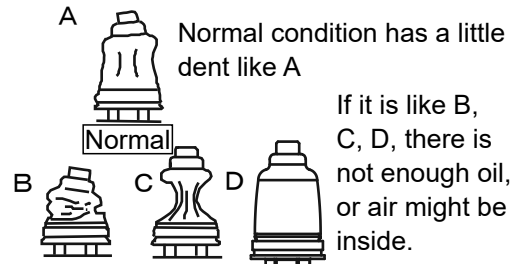 A
Normal condition has a little
dent like A
Normal
B
C
D
If it is like B,
C, D, there is
not enough oil,
or air might be
inside.